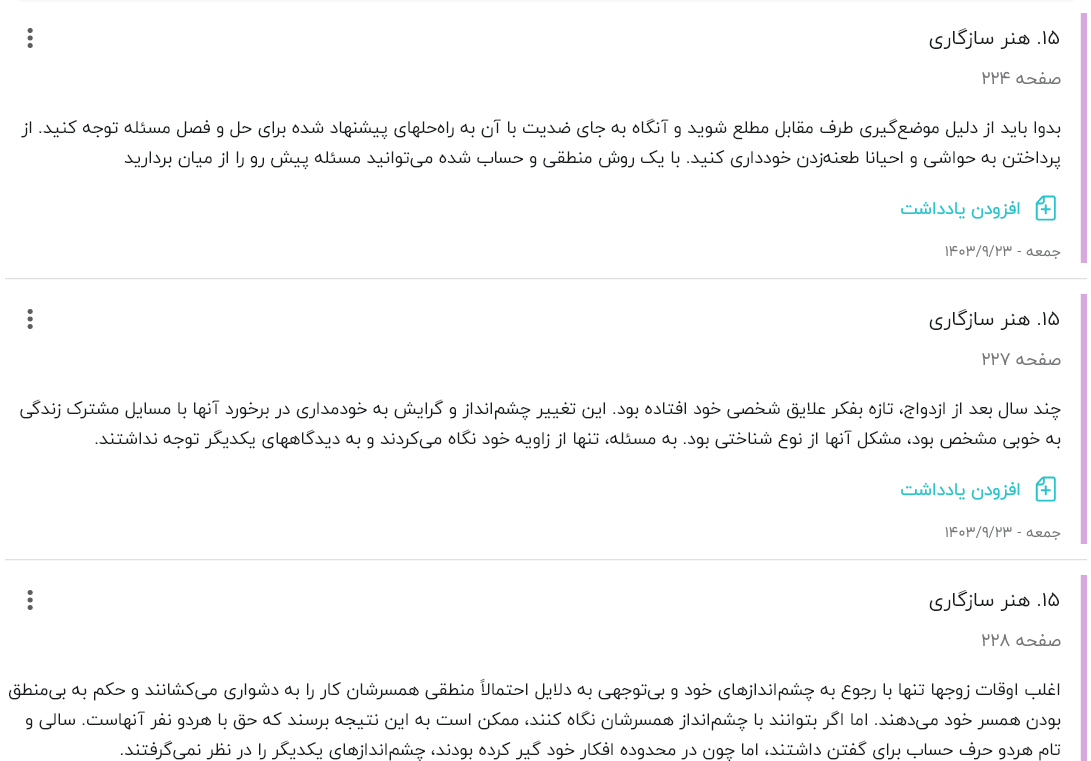 ۱۵. هنر سازگاری
صفحه ۲۲۴
بدوا باید از دلیل موضع‌گیری طرف مقابل مطلع شوید و آنگاه به جای ضدیت با آن به راه‌حلهای پیشنهاد شده برای حل و فصل مسئله توجه کنید. از
پرداختن به حواشی و احیانا طعنه‌زدن خودداری کنید. با یک روش منطقی و حساب شده می‌توانید مسئله پیش رو را از میان بردارید
افزودن یادداشت
جمعه - ۱۴۰۳/۹/۲۳
۱۵. هنر سازگاری
صفحه ۲۲۷
چند سال بعد از ازدواج، تازه بفکر علایق شخصی خود افتاده بود. این تغییر چشم‌انداز و گرایش به خودمداری در برخورد آنها با مسایل مشترک زندگی
به خوبی مشخص بود، مشکل آنها از نوع شناختی بود. به مسئله، تنها از زاویه خود نگاه می‌کردند و به دیدگاههای یکدیگر توجه نداشتند.
افزودن یادداشت
جمعه - ۱۴۰۳/۹/۲۳
۱۵. هنر سازگاری
صفحه ۲۲۸
اغلب اوقات زوجها تنها با رجوع به چشم‌اندازهای خود و بی‌توجهی به دلایل احتمالاً منطقی همسرشان کار را به دشواری می‌کشانند و حکم به بی‌منطق
بودن همسر خود می‌دهند. اما اگر بتوانند با چشم‌انداز همسرشان نگاه کنند، ممکن است به این نتیجه برسند که حق با هردو نفر آنهاست. سالی و
تام هردو حرف حساب برای گفتن داشتند، اما چون در محدوده افکار خود گیر کرده بودند، چشم‌اندازهای یکدیگر را در نظر نمی‌گرفتند.